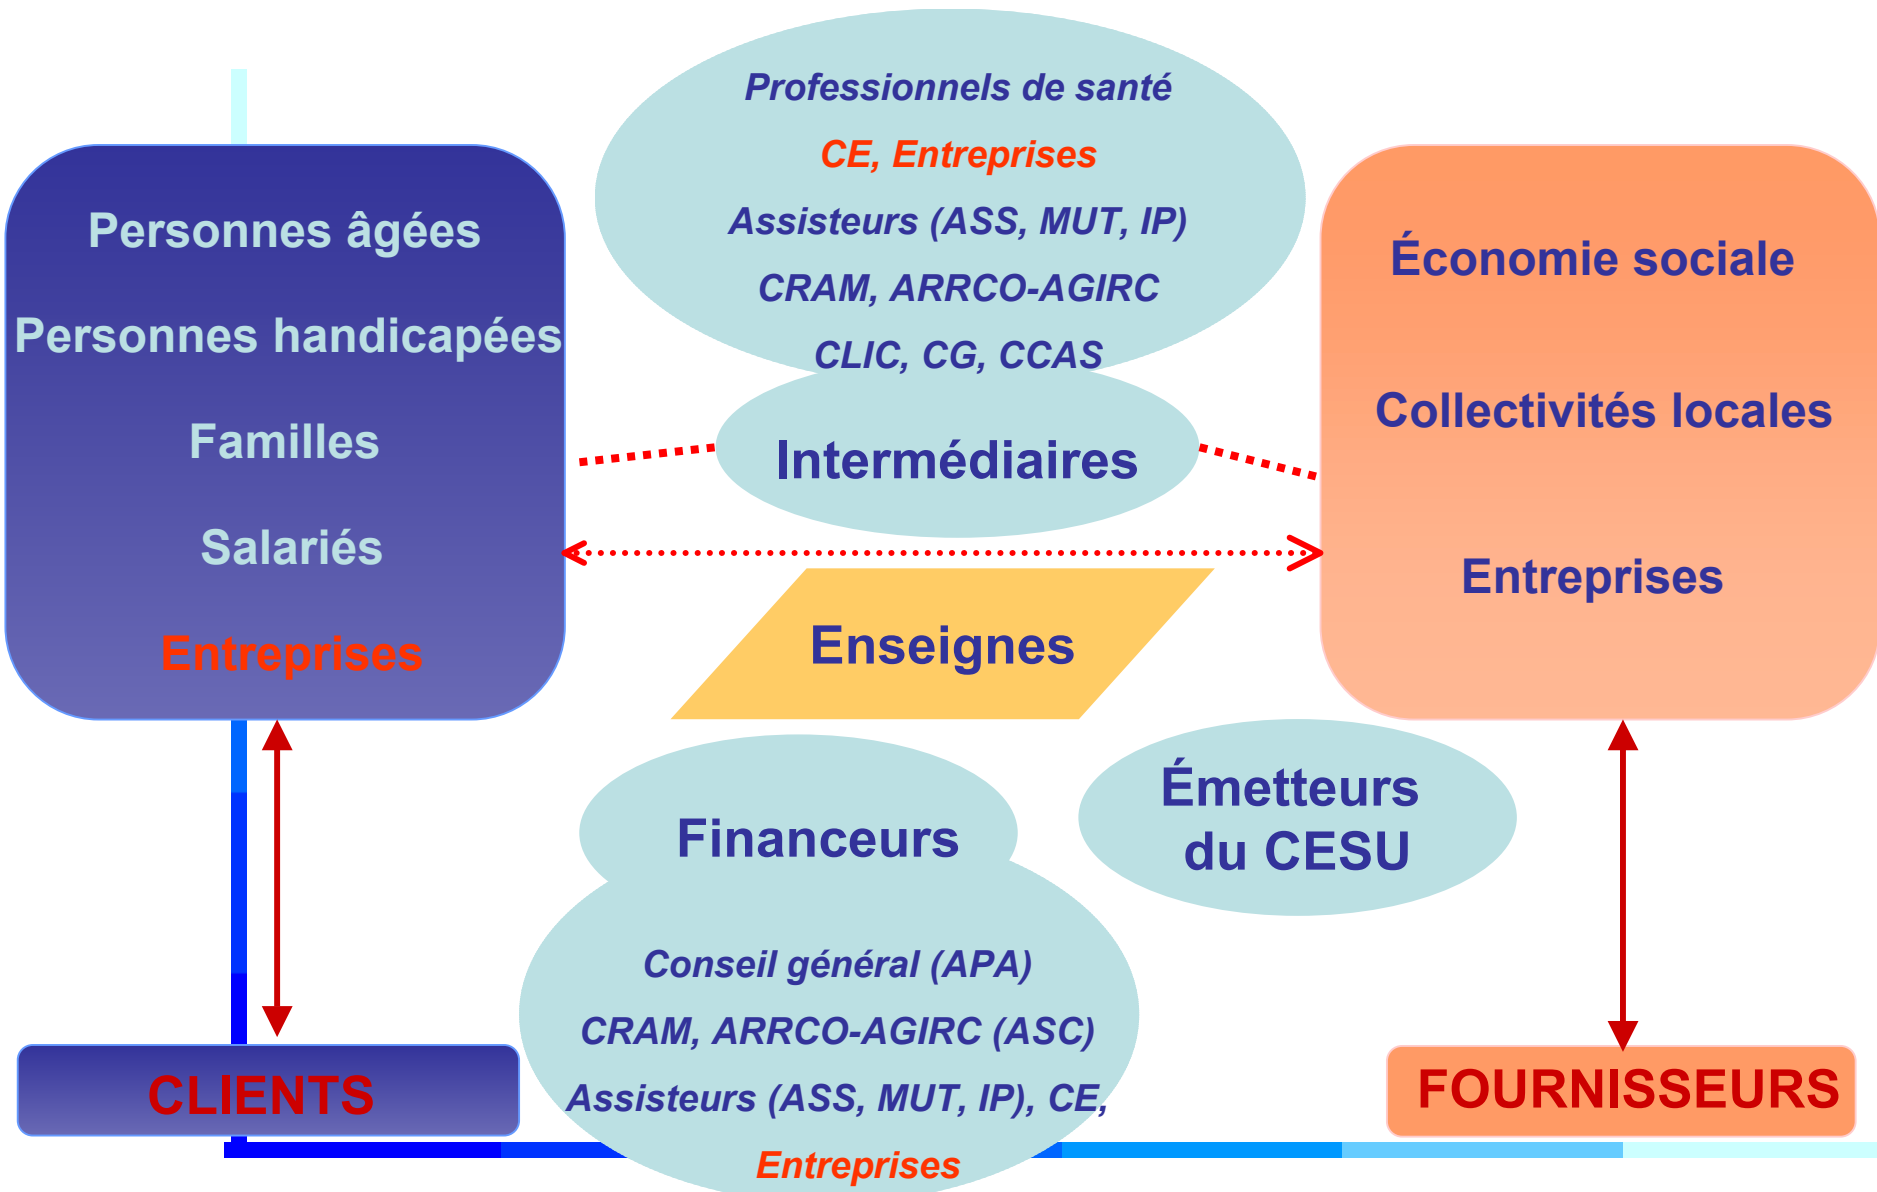 Professionnels de santé
CE, Entreprises
Assisteurs (ASS, MUT, IP)
CRAM, ARRCO-AGIRC
CLIC, CG, CCAS
Intermédiaires
Personnes âgées
Personnes handicapées
Familles
Salariés
Entreprises
Économie sociale
Collectivités locales
Entreprises
Enseignes
Financeurs
Émetteurs
du CESU
Conseil général (APA)
CRAM, ARRCO-AGIRC (ASC)
Assisteurs (ASS, MUT, IP), CE,
Entreprises
CLIENTS
FOURNISSEURS